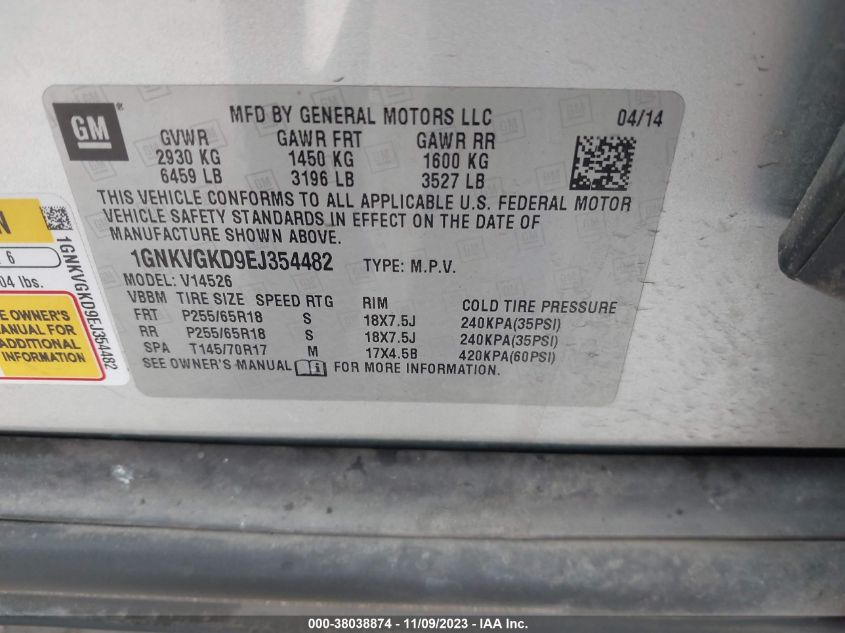 GM
MFD BY GENERAL MOTORS LLC 04/14
GVWR GAWR FRT GAWR RR
2930 KG 1450 KG 1600 KG
6459 LB 3196 LB 3527 LB
THIS VEHICLE CONFORMS TO ALL APPLICABLE U.S. FEDERAL MOTOR
VEHICLE SAFETY STANDARDS IN EFFECT ON THE DATE OF
MANUFACTURE SHOWN ABOVE.
1GNKVGKD9EJ354482 TYPE: M.P.V.
MODEL: V14526
VBBM TIRE SIZE SPEED RTG RIM COLD TIRE PRESSURE
FRT P255/65R18 S 18X7.5J 240KPA(35PSI)
RR P255/65R18 S 18X7.5J 240KPA(35PSI)
SPA T145/70R17 M 17X4.5B 420KPA(60PSI)
SEE OWNER'S MANUAL FOR MORE INFORMATION.
N
6
04 lbs.
E OWNER'S
MANUAL FOR
ADDITIONAL
INFORMATION
1GNKVGKD9EJ354482
000-38038874 - 11/09/2023 - IAA Inc.